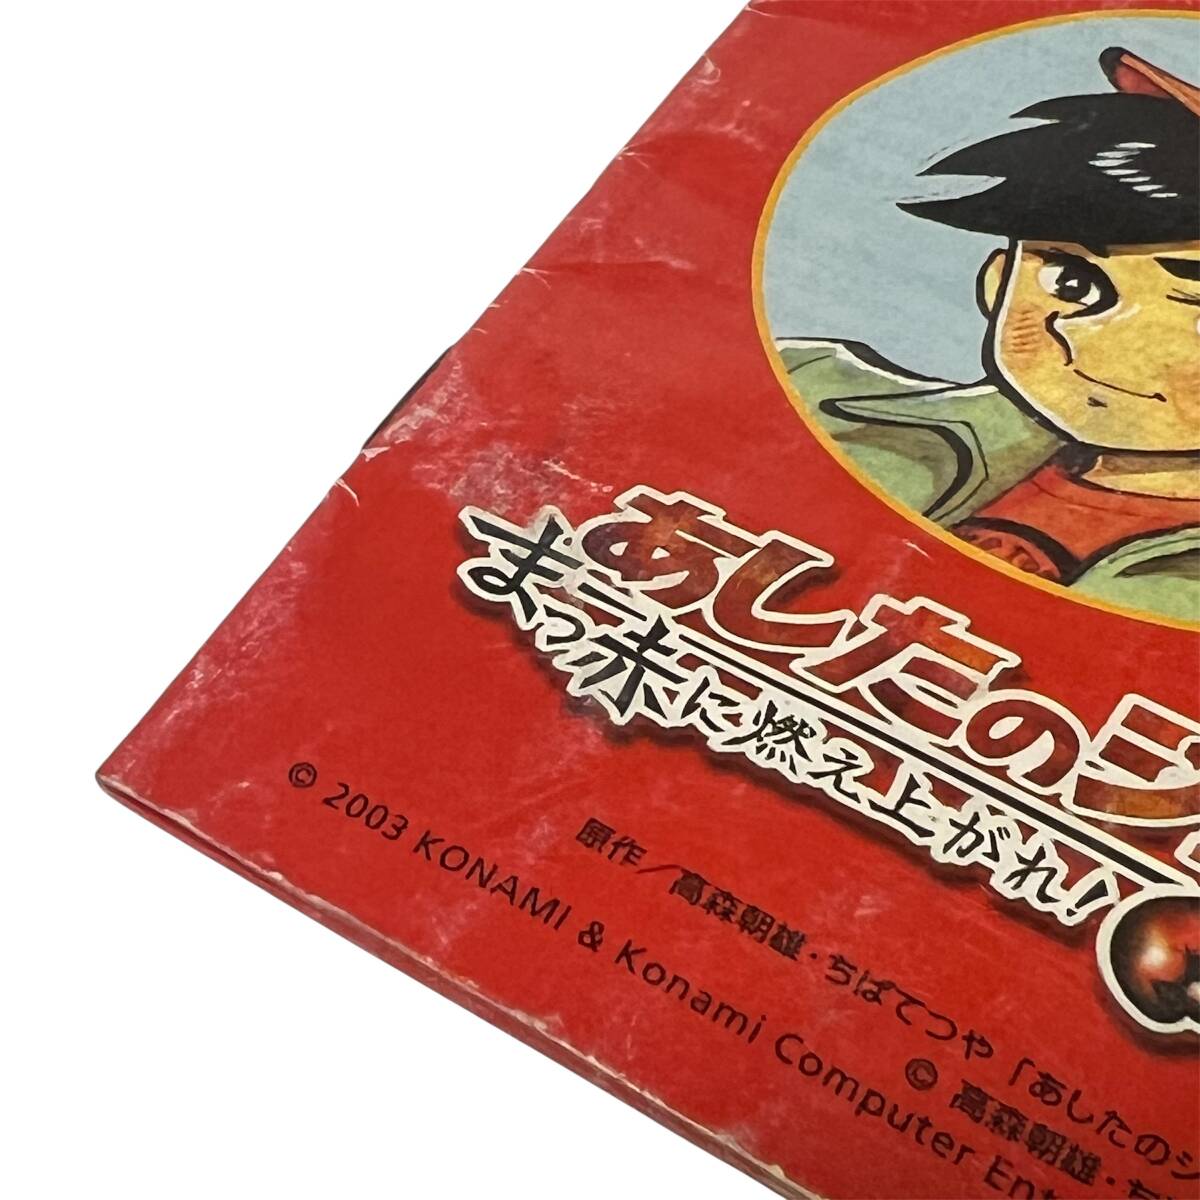 あしたのジ
まっ赤に燃え上がれ!
原作/高森朝雄・ちばてつや「あしたのジ
© 高森朝雄・ち
© 2003 KONAMI & Konami Computer Ent